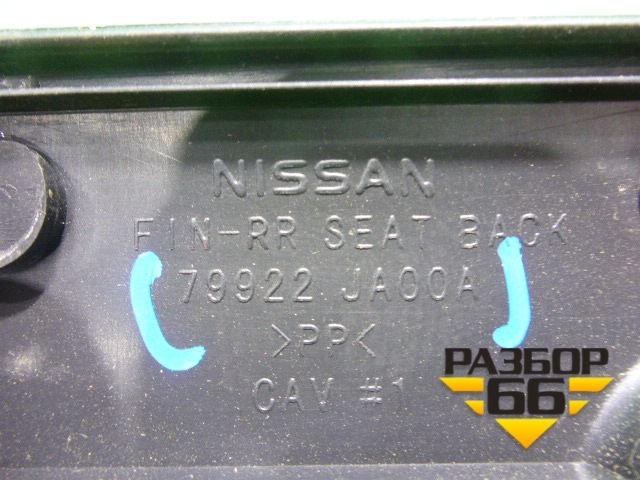 NISSAN
FIN-RR SEAT BACK
79922 JA00A
>PP<
CAV #1
РАЗБОР
66